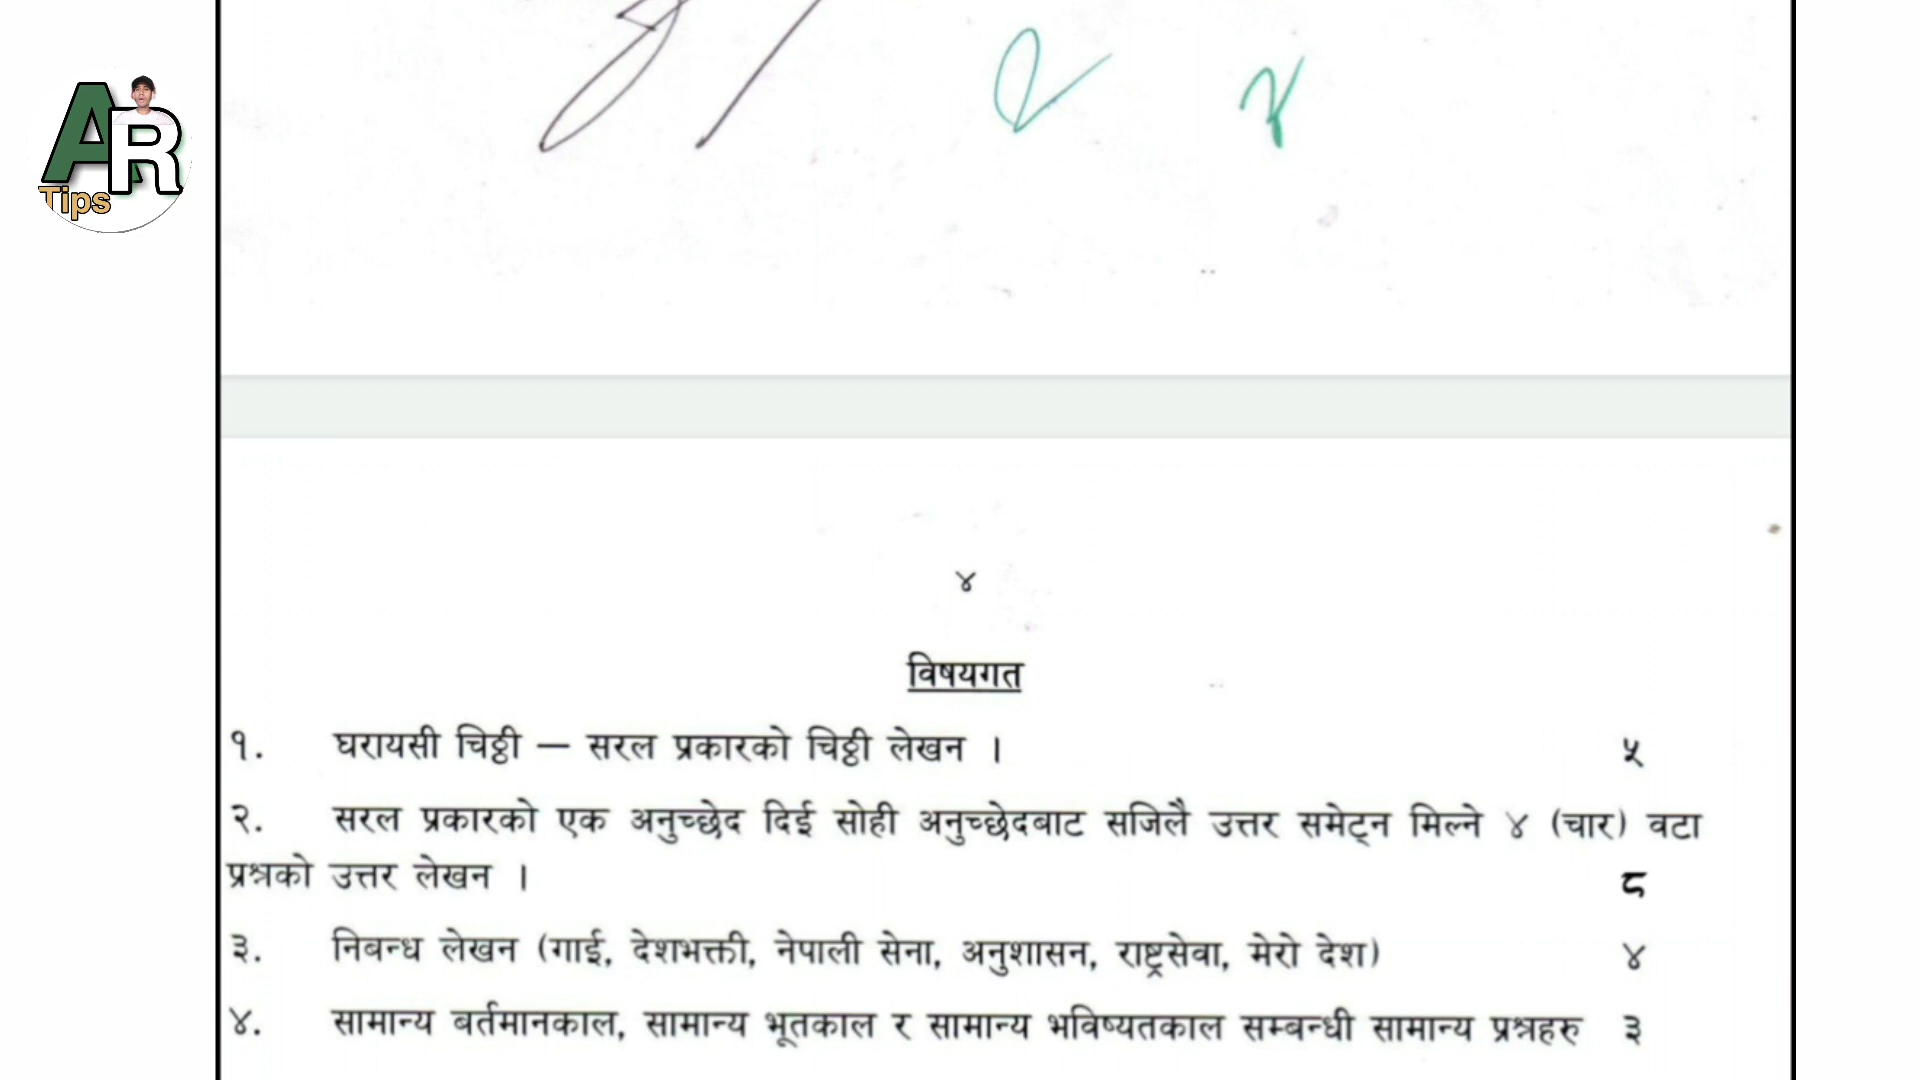 AR
Tips
४
विषयगत
१. घरायसी चिठ्ठी — सरल प्रकारको चिठ्ठी लेखन । ५
२. सरल प्रकारको एक अनुच्छेद दिई सोही अनुच्छेदबाट सजिलै उत्तर समेट्न मिल्ने ४ (चार) वटा
प्रश्नको उत्तर लेखन । ८
३. निबन्ध लेखन (गाई, देशभक्ती, नेपाली सेना, अनुशासन, राष्ट्रसेवा, मेरो देश) ४
४. सामान्य बर्तमानकाल, सामान्य भूतकाल र सामान्य भविष्यतकाल सम्बन्धी सामान्य प्रश्नहरु ३